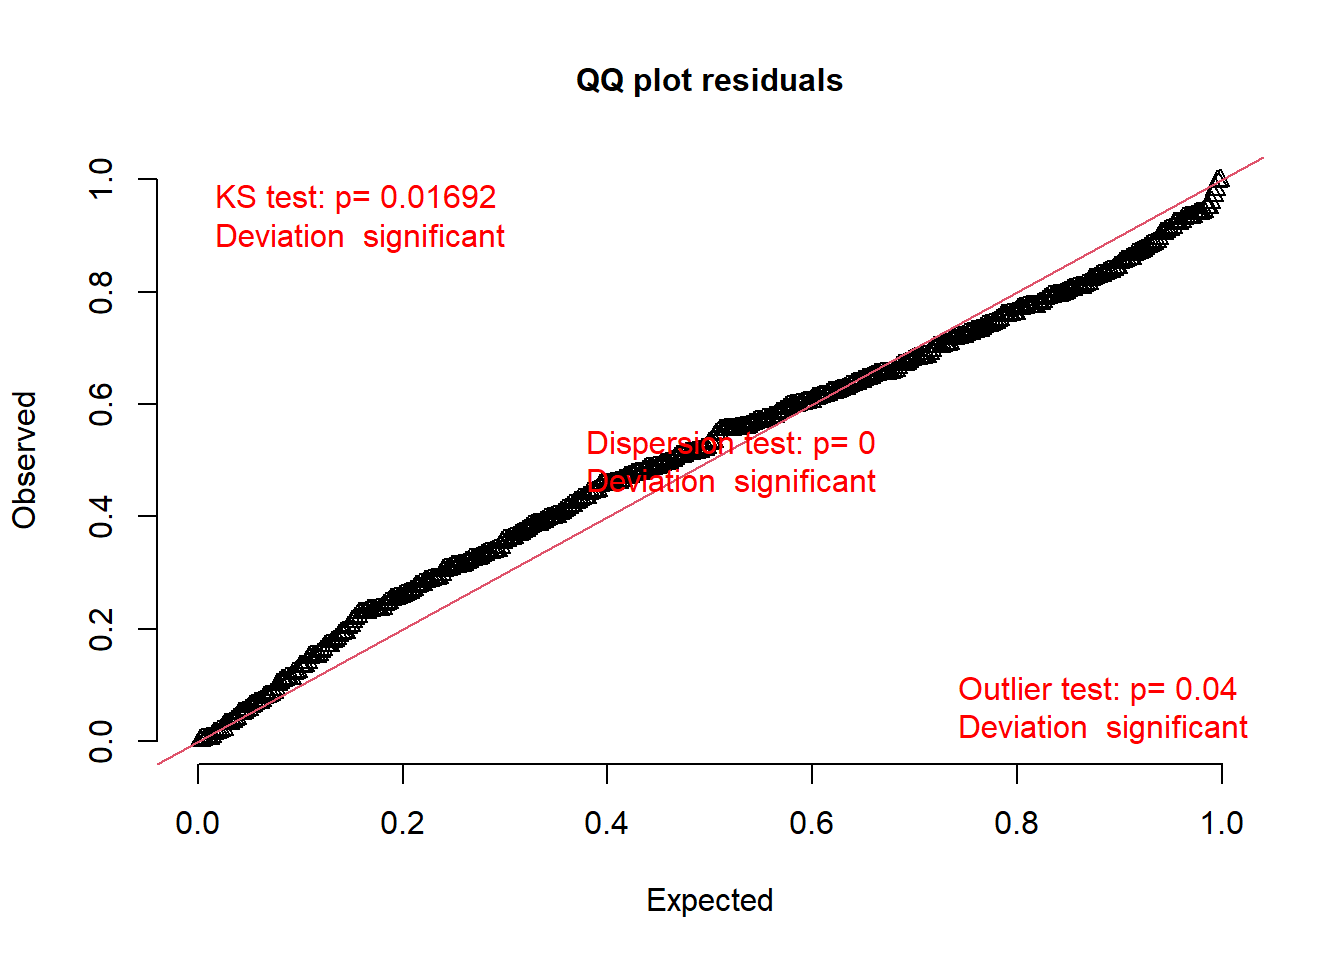 QQ plot residuals
KS test: p= 0.01692
Deviation  significant
Dispersion test: p= 0
Deviation  significant
Outlier test: p= 0.04
Deviation  significant
Observed
1.0
0.8
0.6
0.4
0.2
0.0
0.0 0.2 0.4 0.6 0.8 1.0
Expected